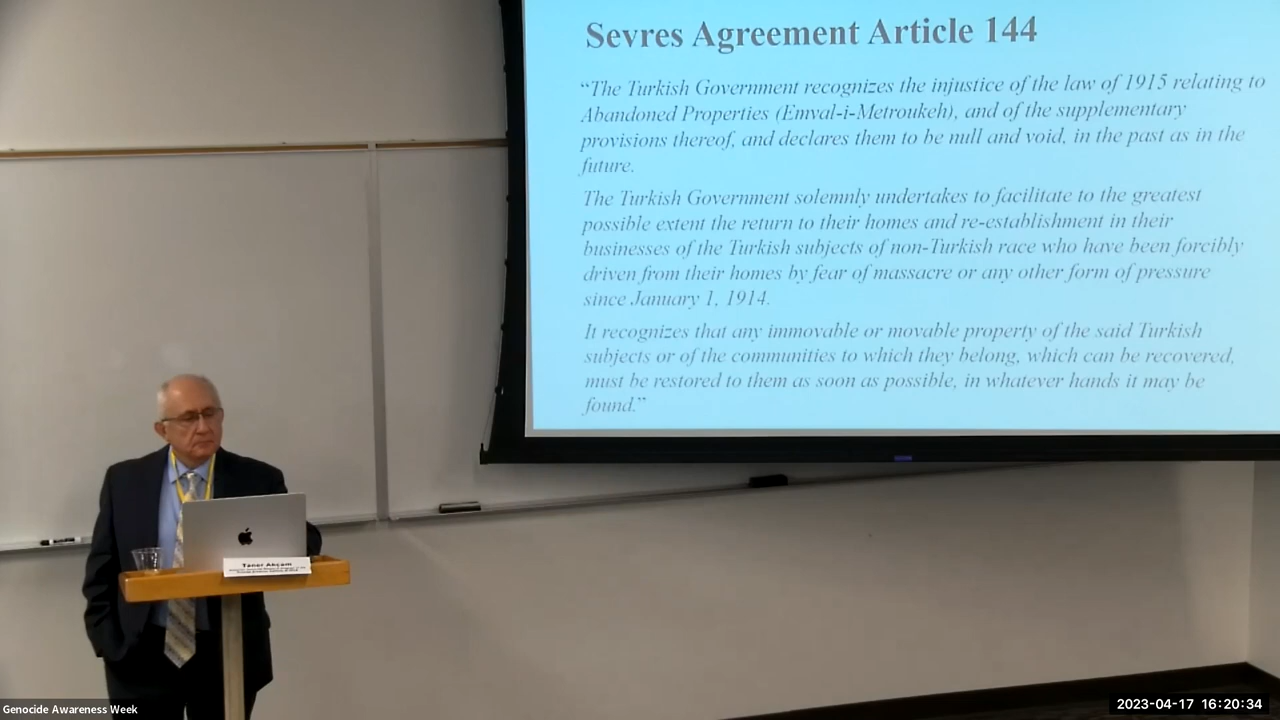 Sevres Agreement Article 144
“The Turkish Government recognizes the injustice of the law of 1915 relating to
Abandoned Properties (Emval-i-Metroukeh), and of the supplementary
provisions thereof, and declares them to be null and void, in the past as in the
future.
The Turkish Government solemnly undertakes to facilitate to the greatest
possible extent the return to their homes and re-establishment in their
businesses of the Turkish subjects of non-Turkish race who have been forcibly
driven from their homes by fear of massacre or any other form of pressure
since January 1, 1914.
It recognizes that any immovable or movable property of the said Turkish
subjects or of the communities to which they belong, which can be recovered,
must be restored to them as soon as possible, in whatever hands it may be
found.”
Taner Akçam
Genocide Awareness Week
2023-04-17 16:20:34